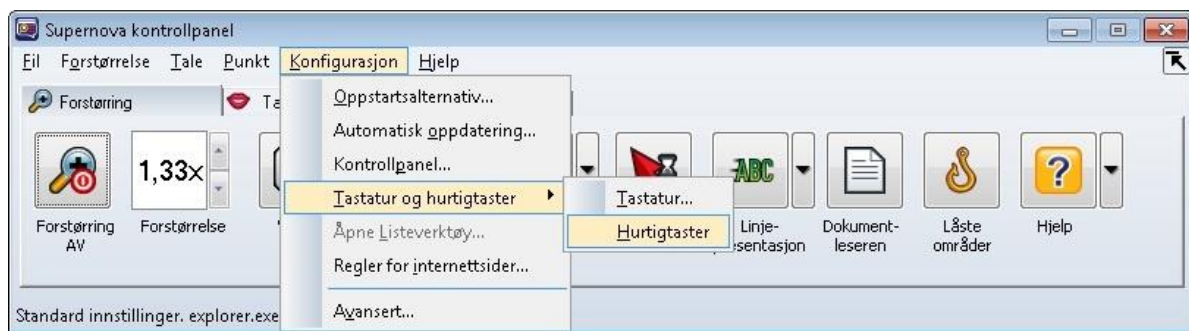 Supernova kontrollpanel
Fil Forstørrelse Tale Punkt Konfigurasjon Hjelp
Forstørring
Oppstartsalternativ...
Automatisk oppdatering...
Kontrollpanel...
Tastatur og hurtigtaster
Åpne Listeverktøy...
Regler for internettsider...
Avansert...
Tastatur...
Hurtigtaster
1,33x
ABC
?
Forstørring
AV
Forstørrelse
Linje-
Dokument-
leseren
Låste
områder
Hjelp
Standard innstillinger. explorer.exe